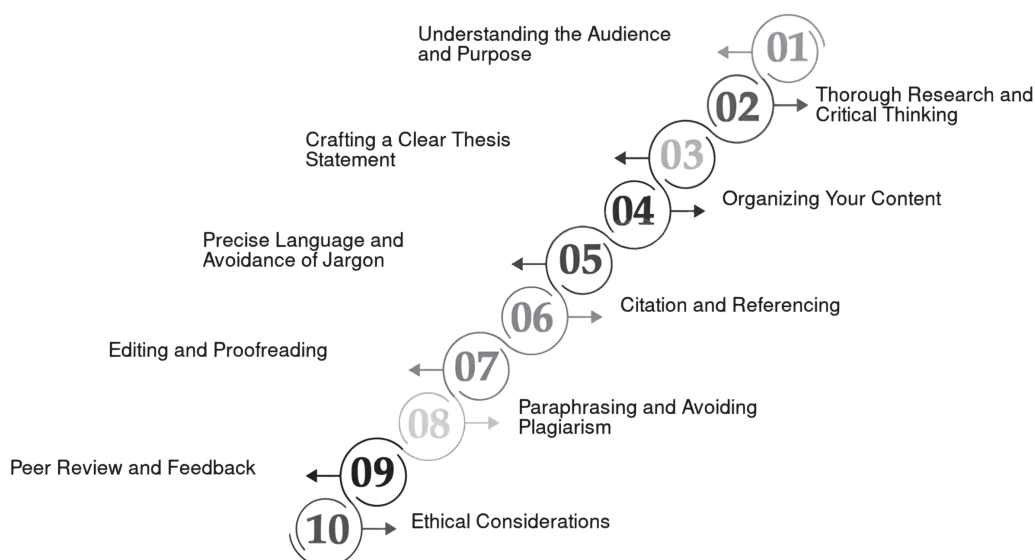 Understanding the Audience
and Purpose
01
02
Thorough Research and
Critical Thinking
Crafting a Clear Thesis
Statement
03
04
Organizing Your Content
Precise Language and
Avoidance of Jargon
05
06
Citation and Referencing
Editing and Proofreading
07
08
Paraphrasing and Avoiding
Plagiarism
Peer Review and Feedback
09
10
Ethical Considerations